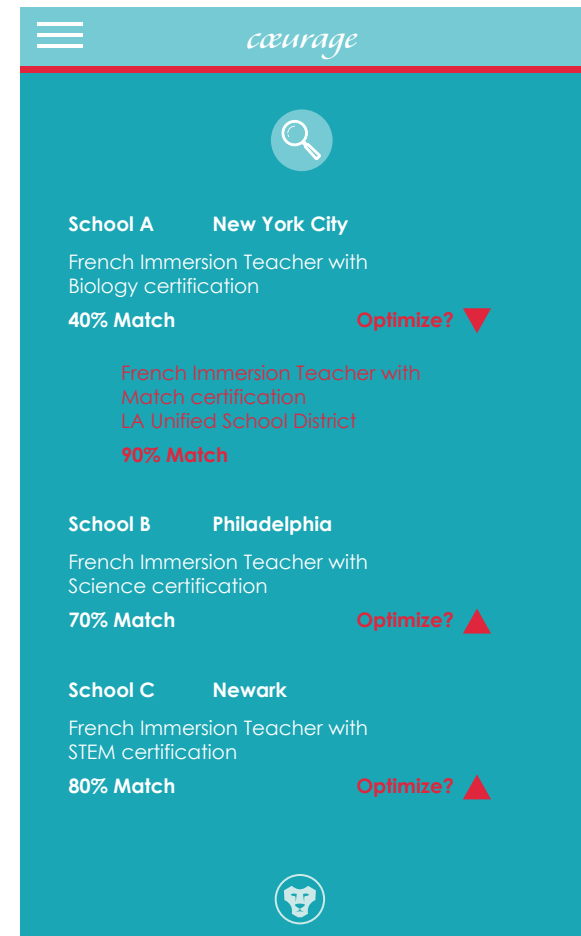 cœurage
School A New York City
French Immersion Teacher with
Biology certification
40% Match Optimize?
French Immersion Teacher with
Match certification
LA Unified School District
90% Match
School B Philadelphia
French Immersion Teacher with
Science certification
70% Match Optimize?
School C Newark
French Immersion Teacher with
STEM certification
80% Match Optimize?